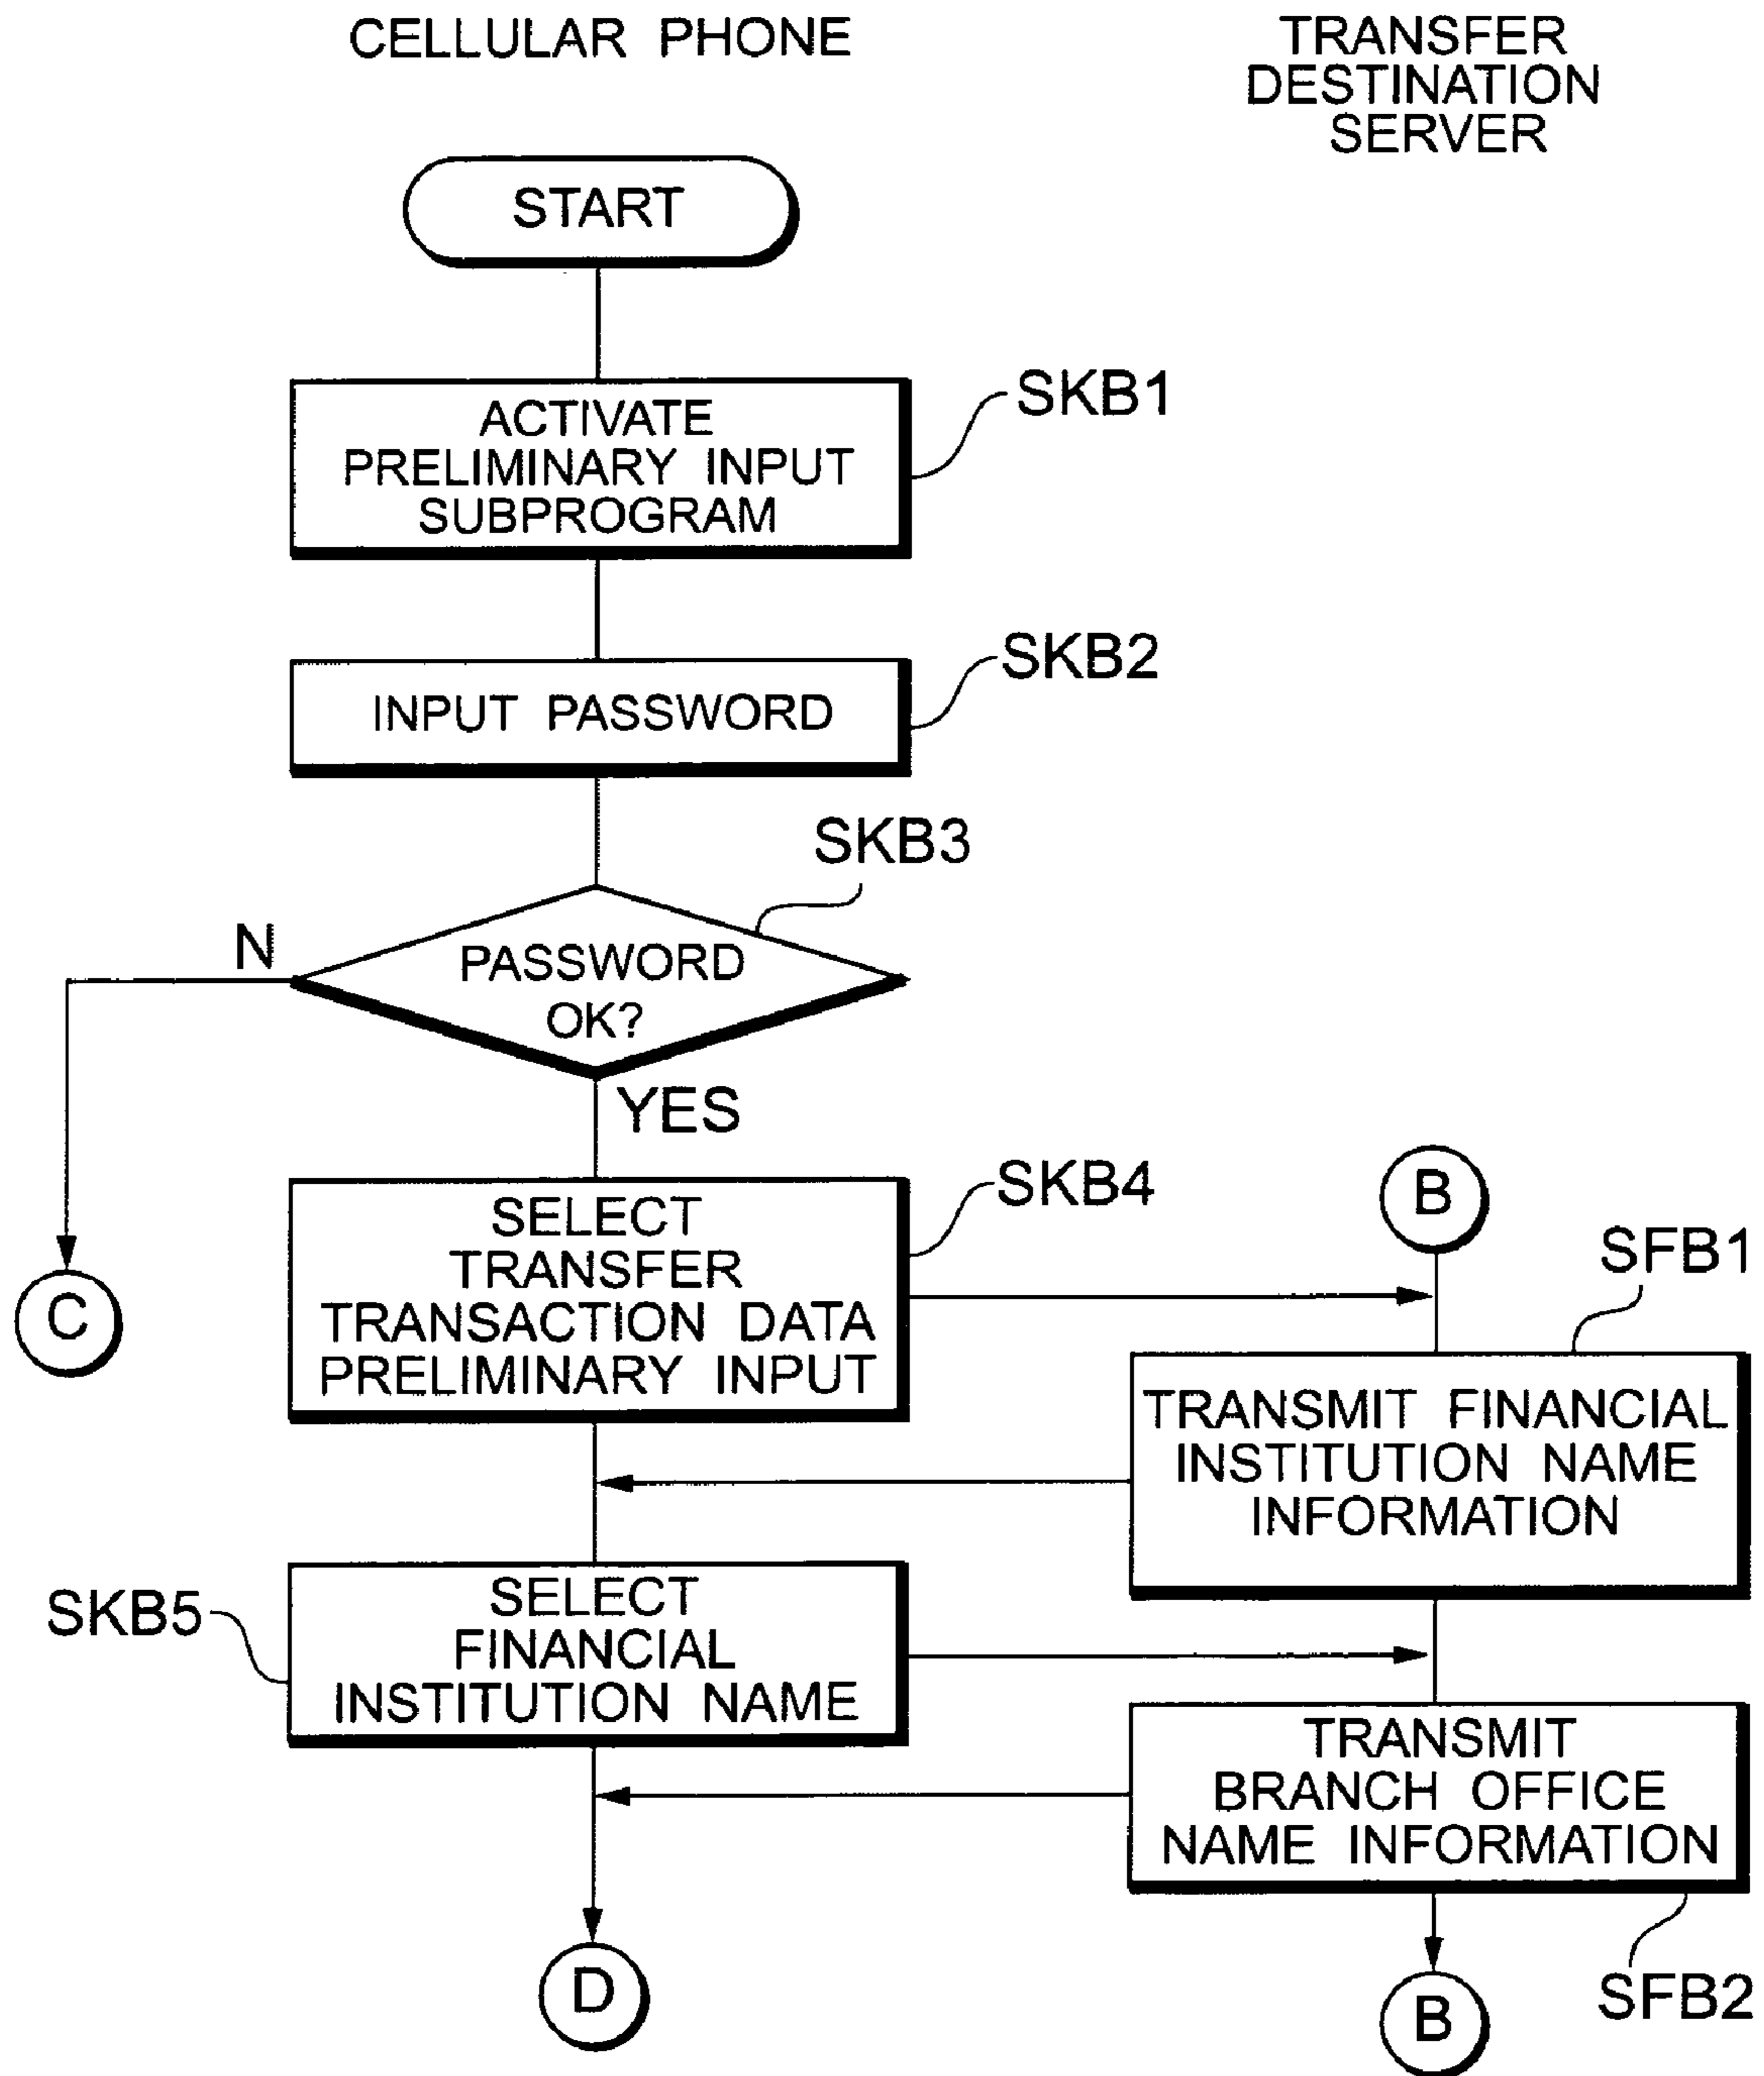 CELLULAR PHONE
TRANSFER
DESTINATION
SERVER
START
ACTIVATE
PRELIMINARY INPUT
SUBPROGRAM
SKB1
INPUT PASSWORD
SKB2
SKB3
PASSWORD
OK?
N
YES
C
SELECT
TRANSFER
TRANSACTION DATA
PRELIMINARY INPUT
SKB4
B
SFB1
TRANSMIT FINANCIAL
INSTITUTION NAME
INFORMATION
SKB5
SELECT
FINANCIAL
INSTITUTION NAME
TRANSMIT
BRANCH OFFICE
NAME INFORMATION
SFB2
D
B